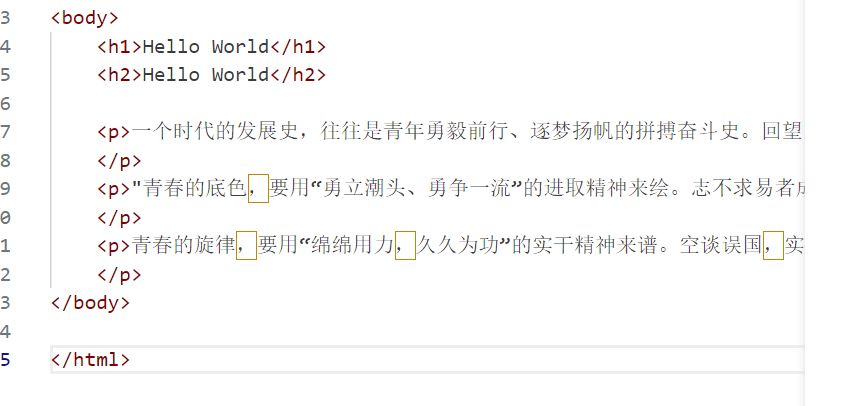 3 <body>
4 <h1>Hello World</h1>
5 <h2>Hello World</h2>
6
7 <p>一个时代的发展史，往往是青年勇毅前行、逐梦扬帆的拼搏奋斗史。回望
8 </p>
9 <p>"青春的底色，要用“勇立潮头、勇争一流”的进取精神来绘。志不求易者成
0 </p>
1 <p>青春的旋律，要用“绵绵用力，久久为功”的实干精神来谱。空谈误国，实
2 </p>
3 </body>
4
5 </html>